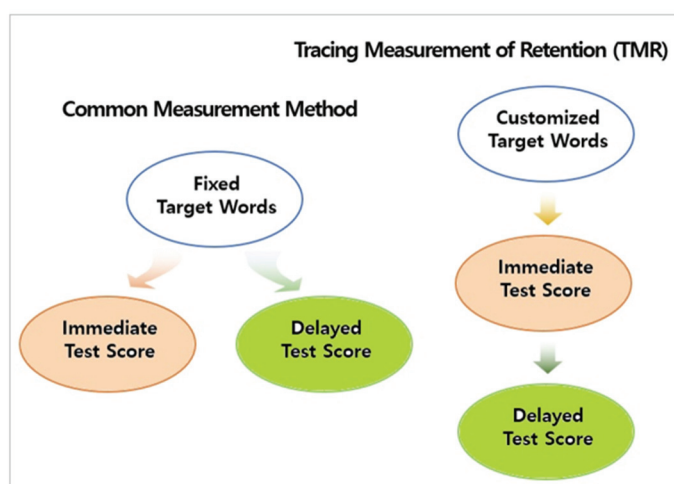 Tracing Measurement of Retention (TMR)
Common Measurement Method
Customized
Target Words
Fixed
Target Words
Immediate
Test Score
Immediate
Test Score
Delayed
Test Score
Delayed
Test Score